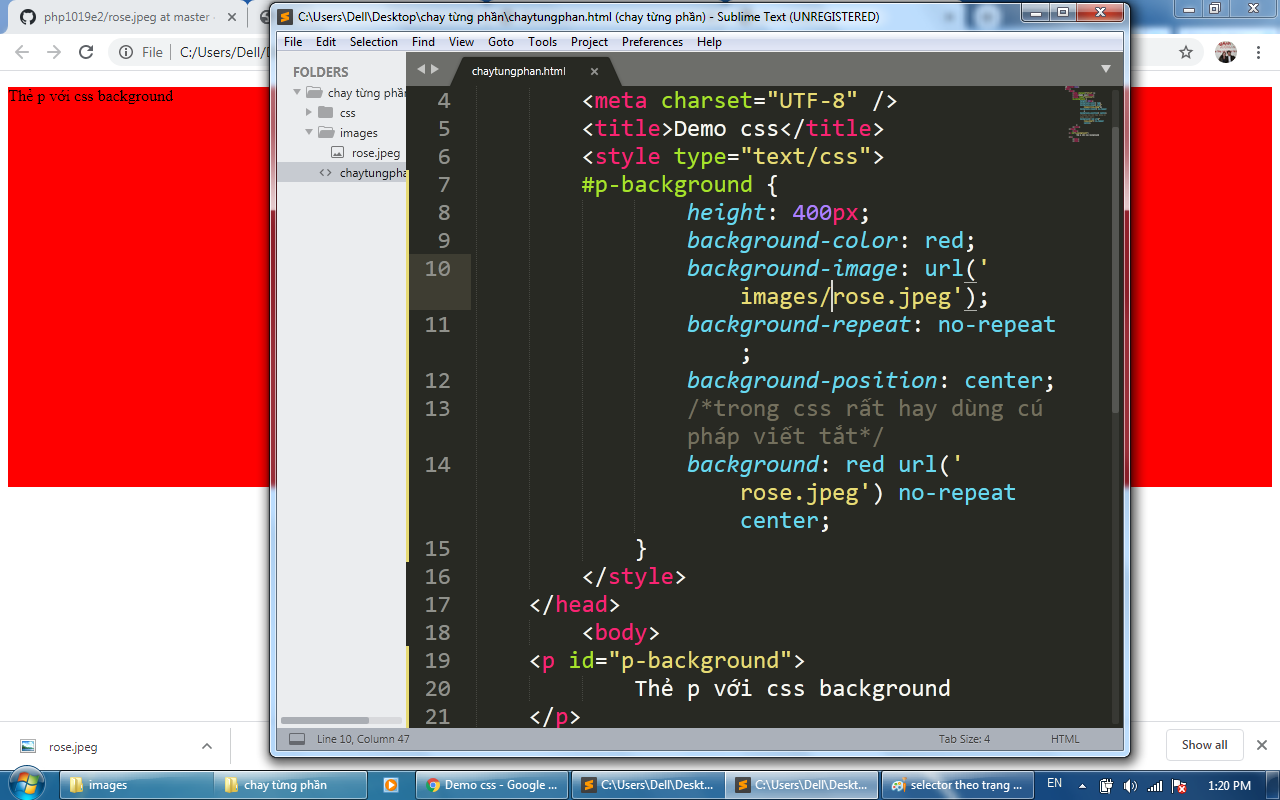 php1019e2/rose.jpeg at master
C:\Users\Dell\Desktop\chay từng phần\chaytungphan.html (chay từng phần) - Sublime Text (UNREGISTERED)
File Edit Selection Find View Goto Tools Project Preferences Help
File C:/Users/Dell/
FOLDERS
chay từng phần
css
images
rose.jpeg
chaytungpha
chaytungphan.html
Thẻ p với css background
4 <meta charset="UTF-8" />
5 <title>Demo css</title>
6 <style type="text/css">
7 #p-background {
8 height: 400px;
9 background-color: red;
10 background-image: url('
images/rose.jpeg');
11 background-repeat: no-repeat
;
12 background-position: center;
13 /*trong css rất hay dùng cú
pháp viết tắt*/
14 background: red url('
rose.jpeg') no-repeat
center;
15 }
16 </style>
17 </head>
18 <body>
19 <p id="p-background">
20 Thẻ p với css background
21 </p>
Line 10, Column 47
Tab Size: 4
HTML
rose.jpeg
Show all
images
chay từng phần
Demo css - Google ...
C:\Users\Dell\Deskt...
C:\Users\Dell\Deskt...
selector theo trạng ...
EN
1:20 PM